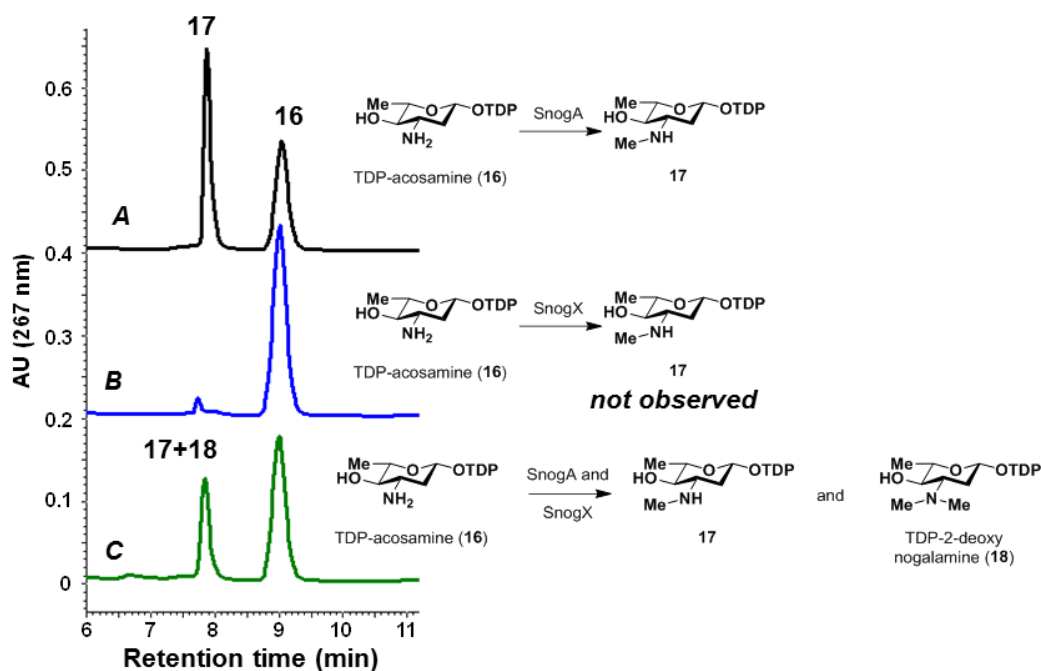 17
0.6
0.5
0.4
0.3
0.2
0.1
0
AU (267 nm)
6 7 8 9 10 11
Retention time (min)
16
A
Me
O
OTDP
HO
NH2
SnogA
Me
O
OTDP
HO
NH
Me
TDP-acosamine (16)
17
B
Me
O
OTDP
HO
NH2
SnogX
Me
O
OTDP
HO
NH
Me
TDP-acosamine (16)
17
not observed
17+18
C
Me
O
OTDP
HO
NH2
SnogA and
SnogX
Me
O
OTDP
HO
NH
Me
and
Me
O
OTDP
HO
N
Me
Me
TDP-acosamine (16)
17
TDP-2-deoxy
nogalamine (18)